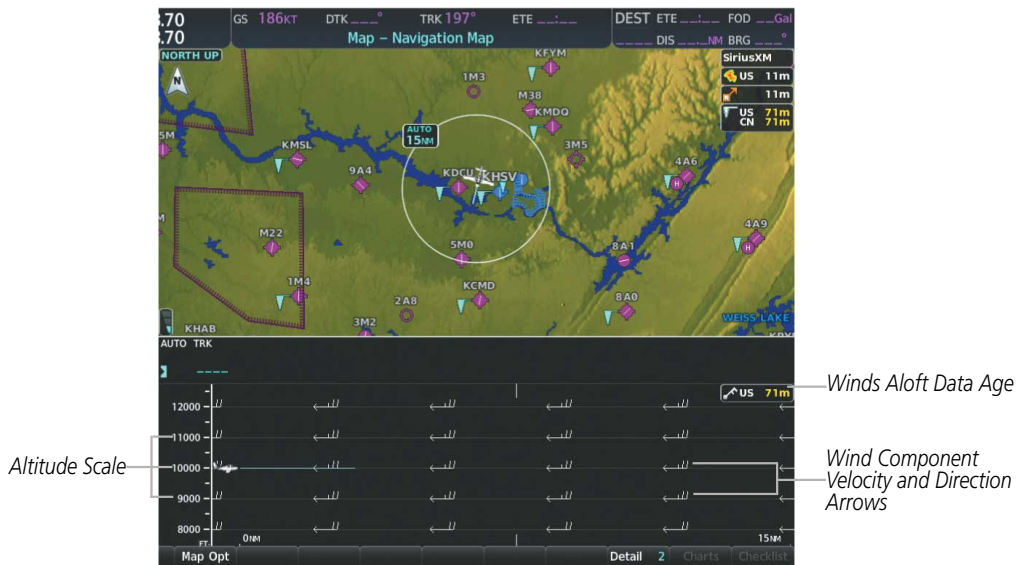 .70
.70
GS 186KT DTK ___° TRK 197° ETE __:__
Map – Navigation Map
DEST ETE __:__ FOD __Gal
____ DIS __._NM BRG ___°
NORTH UP
N
SiriusXM
US 11m
11m
US 71m
CN 71m
KFYM
1M3
M38
KMDQ
AUTO
15NM
5M
KMSL
3M5
9A4
KDCU
KHSV
4A6
H
M
M22
4A9
H
5M0
8A1
1M4
KCMD
2A8
8A0
3M2
KHAB
WEISS LAKE
AUTO TRK
____
US 71m
Winds Aloft Data Age
12000
11000
Altitude Scale
10000
Wind Component
Velocity and Direction
Arrows
9000
8000
FT
0NM
15NM
Map Opt
Detail 2
Charts
Checklist